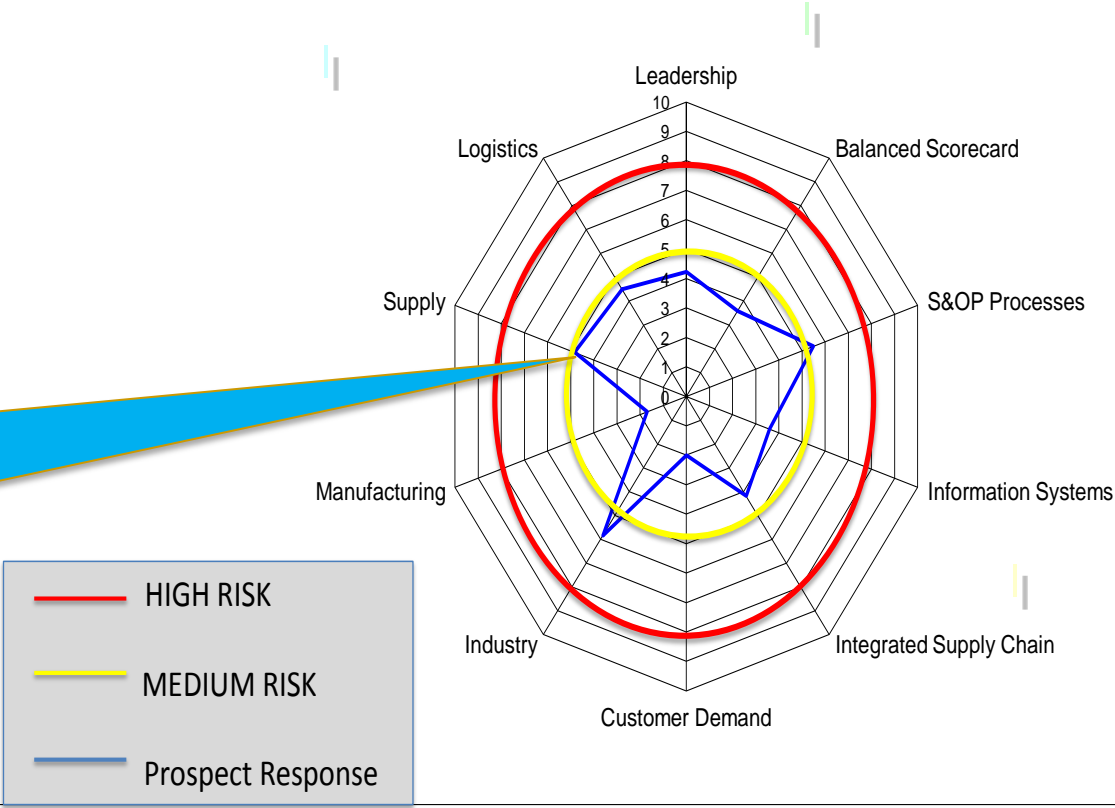 Leadership
10
9
8
7
6
5
4
3
2
1
0
Logistics
Balanced Scorecard
Supply
S&OP Processes
Manufacturing
Information Systems
Industry
Integrated Supply Chain
Customer Demand
HIGH RISK
MEDIUM RISK
Prospect Response